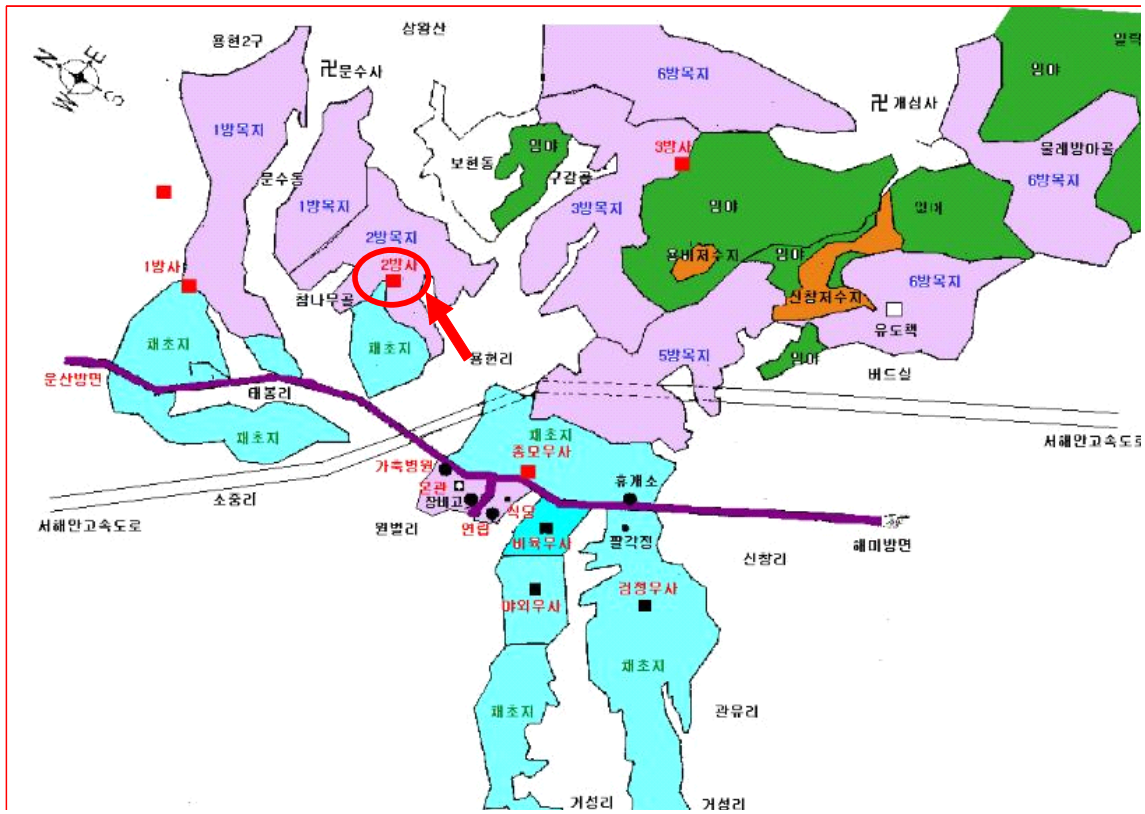 용현2구
삼왕산
일락
임야
6방목지
N
E
W
S
卍문수사
卍개심사
1방목지
3방사
보현동
임야
구갈골
물레방아골
문수동
6방목지
1방목지
3방목지
임야
임야
2방목지
용비저수지
임야
1방사
2방사
신창저수지
6방목지
참나무골
유도책
채초지
채초지
용현리
5방목지
임야
버드실
운산방면
태봉리
채초지
채초지
서해안고속도로
종모우사
가축병원
본관
휴게소
소중리
장비고
식당
서해안고속도로
원벌리
연립
비육우사
팔각정
해미방면
신창리
야외우사
검정우사
채초지
채초지
관유리
거성리
거성리